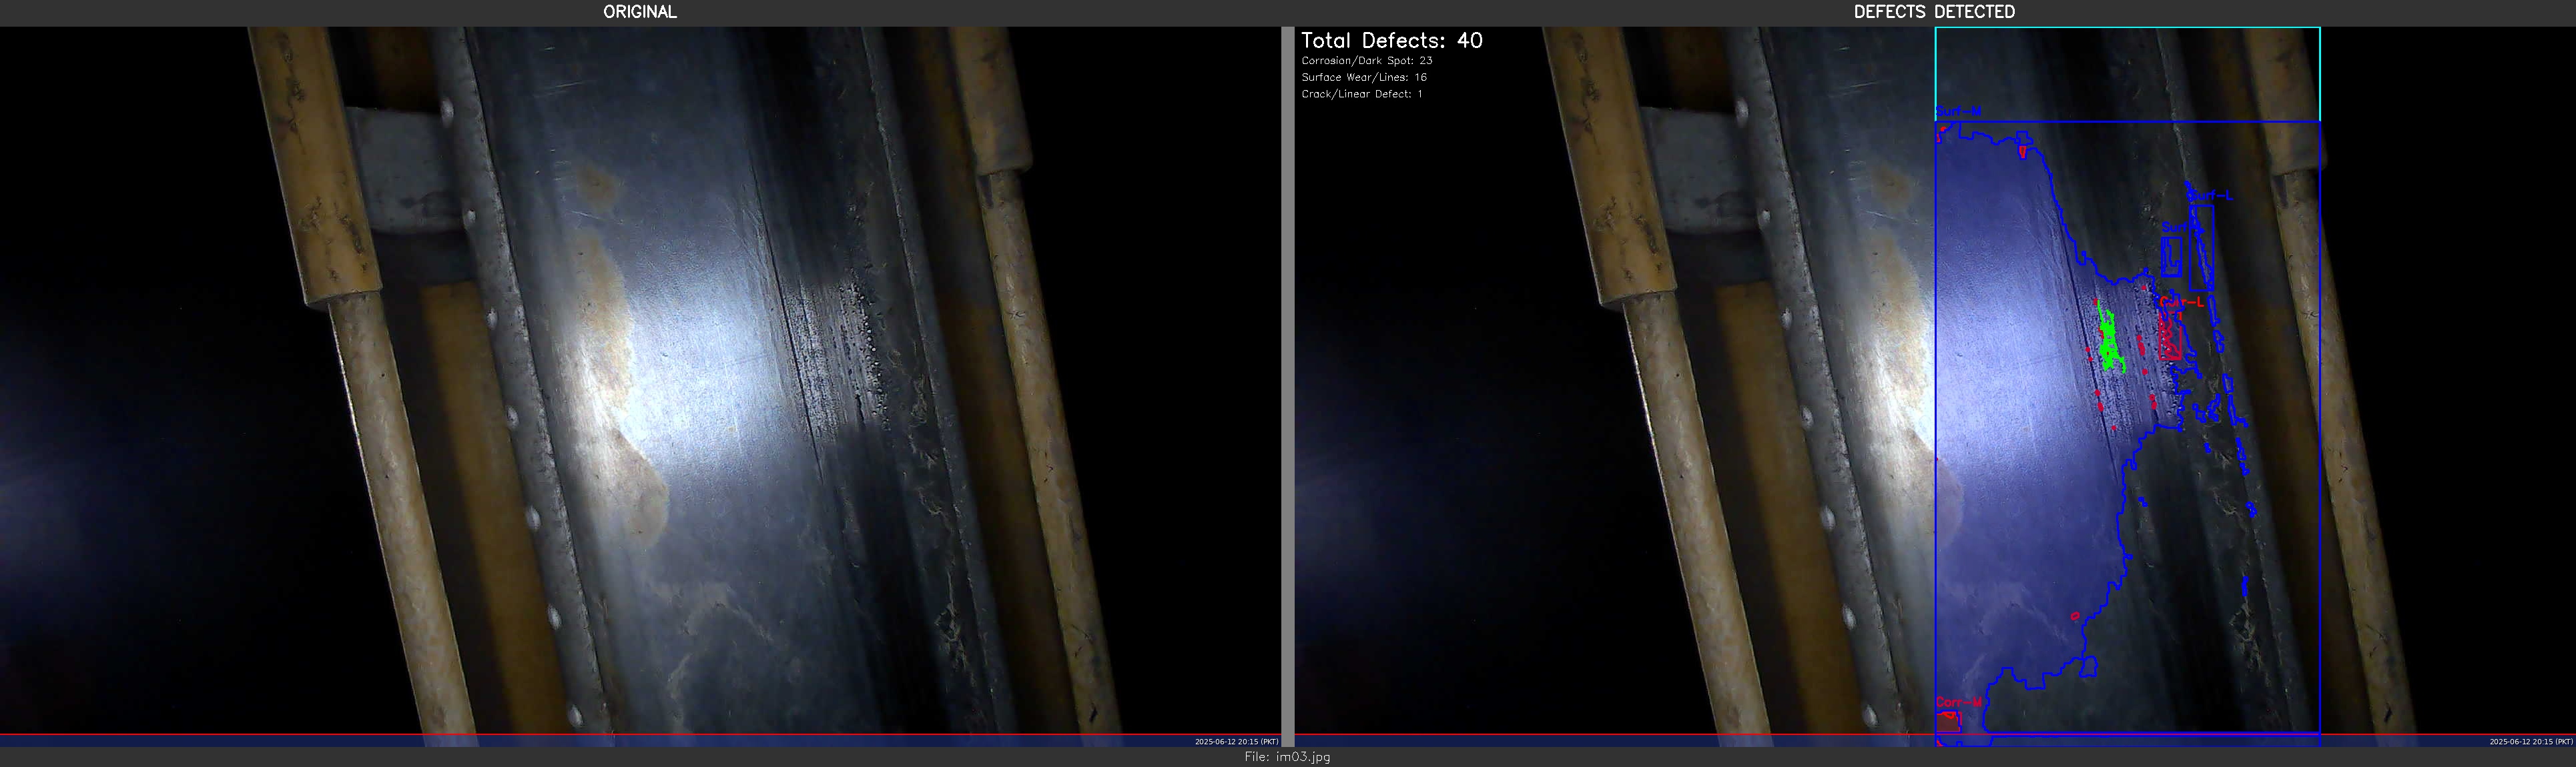 ORIGINAL
DEFECTS DETECTED
Total Defects: 40
Corrosion/Dark Spot: 23
Surface Wear/Lines: 16
Crack/Linear Defect: 1
Surf-M
Surf-L
Surf
Corr-L
Corr-M
2025-06-12 20:15 (PKT)
2025-06-12 20:15 (PKT)
File: im03.jpg